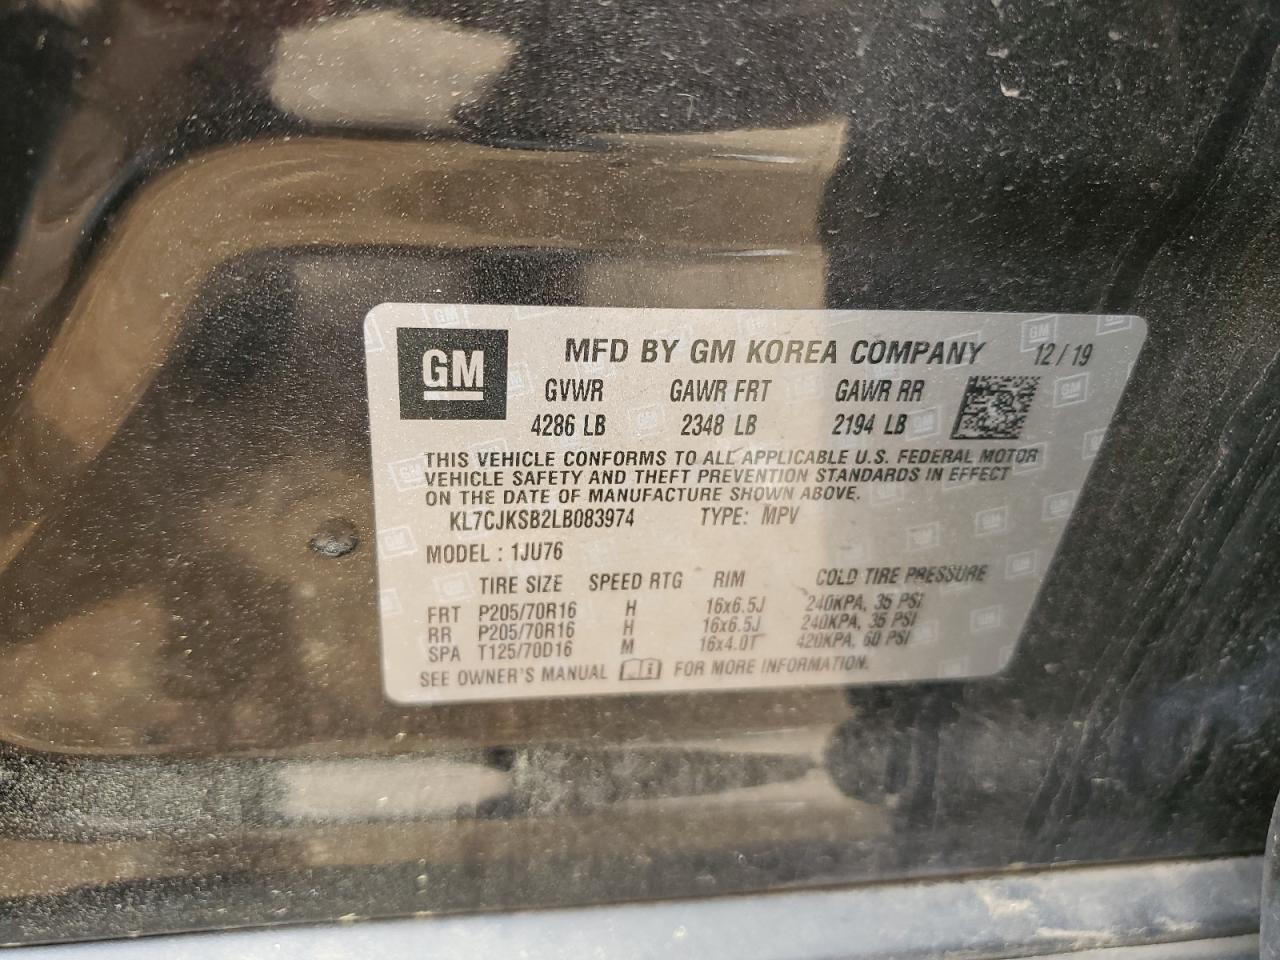 GM
MFD BY GM KOREA COMPANY 12/19
GVWR GAWR FRT GAWR RR
4286 LB 2348 LB 2194 LB
THIS VEHICLE CONFORMS TO ALL APPLICABLE U.S. FEDERAL MOTOR
VEHICLE SAFETY AND THEFT PREVENTION STANDARDS IN EFFECT
ON THE DATE OF MANUFACTURE SHOWN ABOVE.
KL7CJKSB2LB083974 TYPE: MPV
MODEL : 1JU76
TIRE SIZE SPEED RTG RIM COLD TIRE PRESSURE
FRT P205/70R16 H 16x6.5J 240KPA, 35 PSI
RR P205/70R16 H 16x6.5J 240KPA, 35 PSI
SPA T125/70D16 M 16x4.0T 420KPA, 60 PSI
SEE OWNER'S MANUAL FOR MORE INFORMATION.